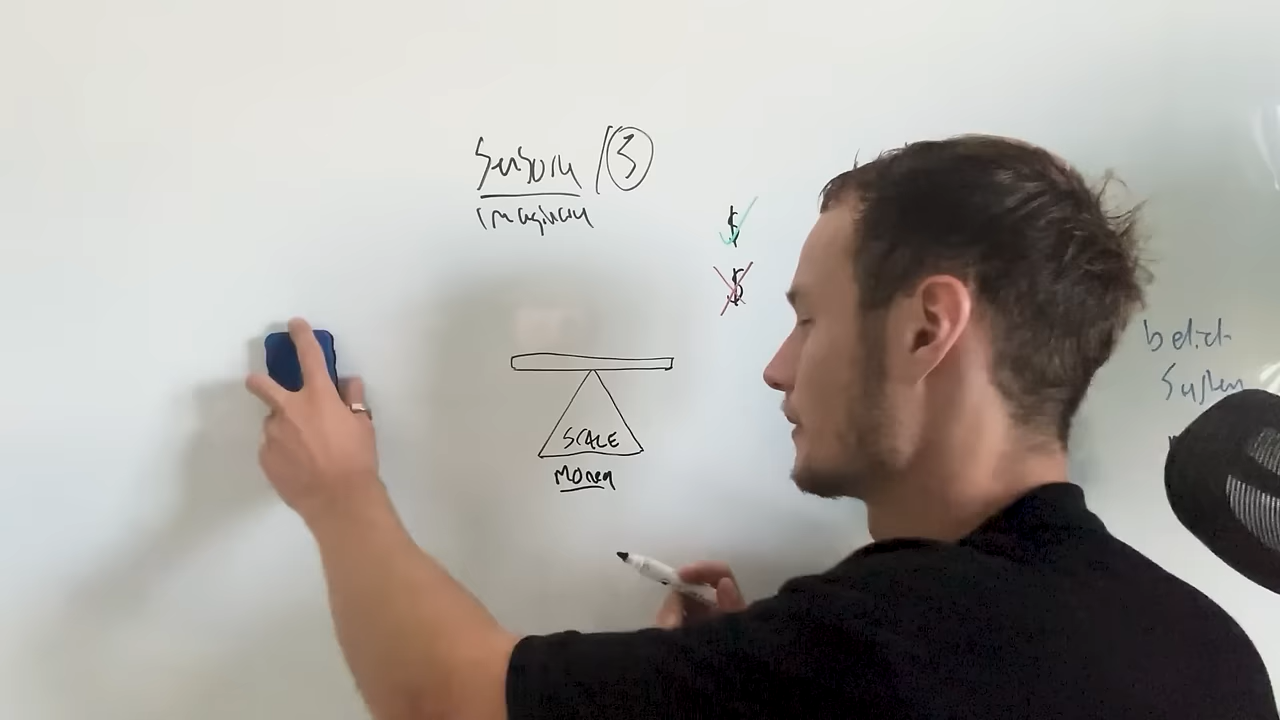 Sensory / 3
imaginary
$
$
SCALE
Money
belief
System